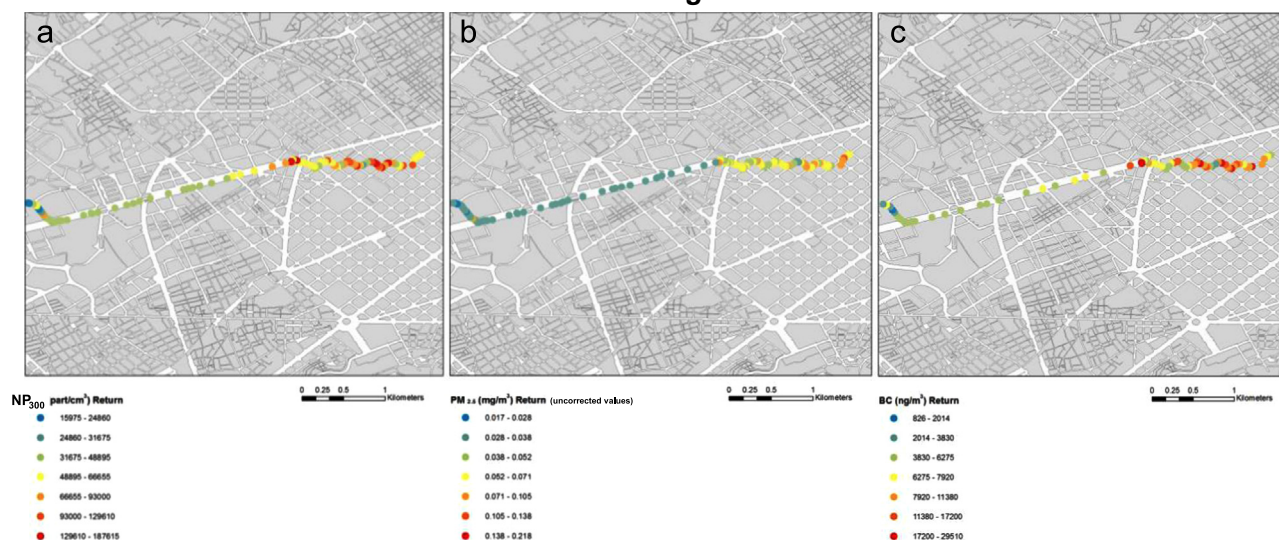 a
b
c
0 0.25 0.5 1
Kilometers
0 0.25 0.5 1
Kilometers
0 0.25 0.5 1
Kilometers
NP300 part/cm3) Return
15975 - 24860
24860 - 31675
31675 - 48895
48895 - 66655
66655 - 93000
93000 - 129610
129610 - 187615
PM 2.5 (mg/m3) Return (uncorrected values)
0.017 - 0.028
0.028 - 0.038
0.038 - 0.052
0.052 - 0.071
0.071 - 0.105
0.105 - 0.138
0.138 - 0.218
BC (ng/m3) Return
826 - 2014
2014 - 3830
3830 - 6275
6275 - 7920
7920 - 11380
11380 - 17200
17200 - 29510